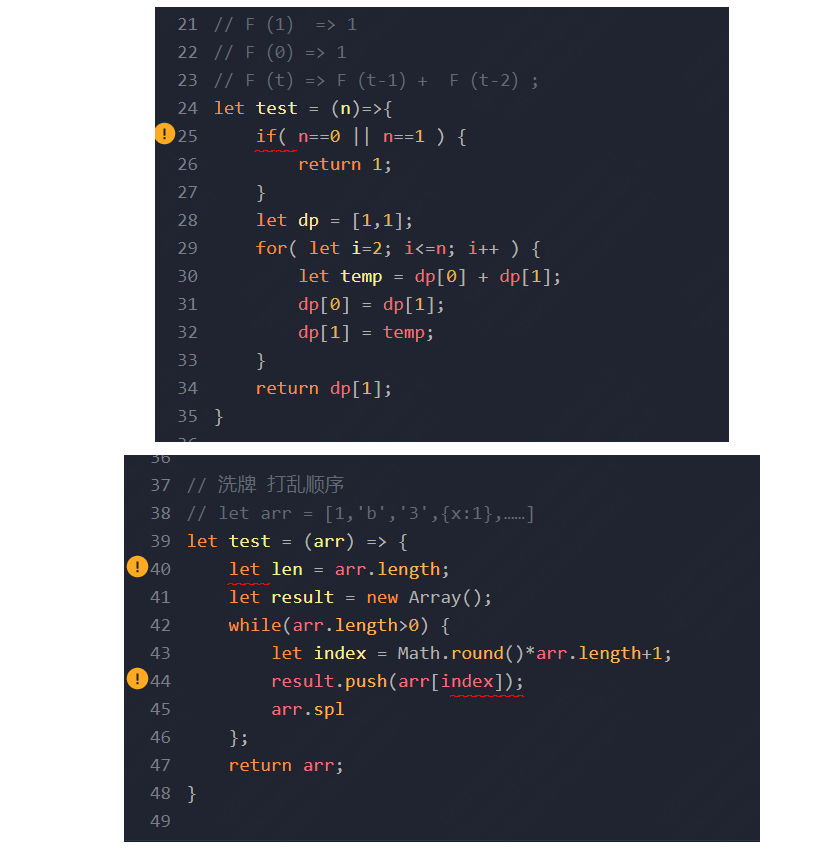 21 // F (1)  => 1
22 // F (0) => 1
23 // F (t) => F (t-1) +  F (t-2) ;
24 let test = (n)=>{
! 25     if( n==0 || n==1 ) {
26         return 1;
27     }
28     let dp = [1,1];
29     for( let i=2; i<=n; i++ ) {
30         let temp = dp[0] + dp[1];
31         dp[0] = dp[1];
32         dp[1] = temp;
33     }
34     return dp[1];
35 }
36
37 // 洗牌 打乱顺序
38 // let arr = [1,'b','3',{x:1},……]
39 let test = (arr) => {
! 40     let len = arr.length;
41     let result = new Array();
42     while(arr.length>0) {
43         let index = Math.round()*arr.length+1;
! 44         result.push(arr[index]);
45         arr.spl
46     };
47     return arr;
48 }
49